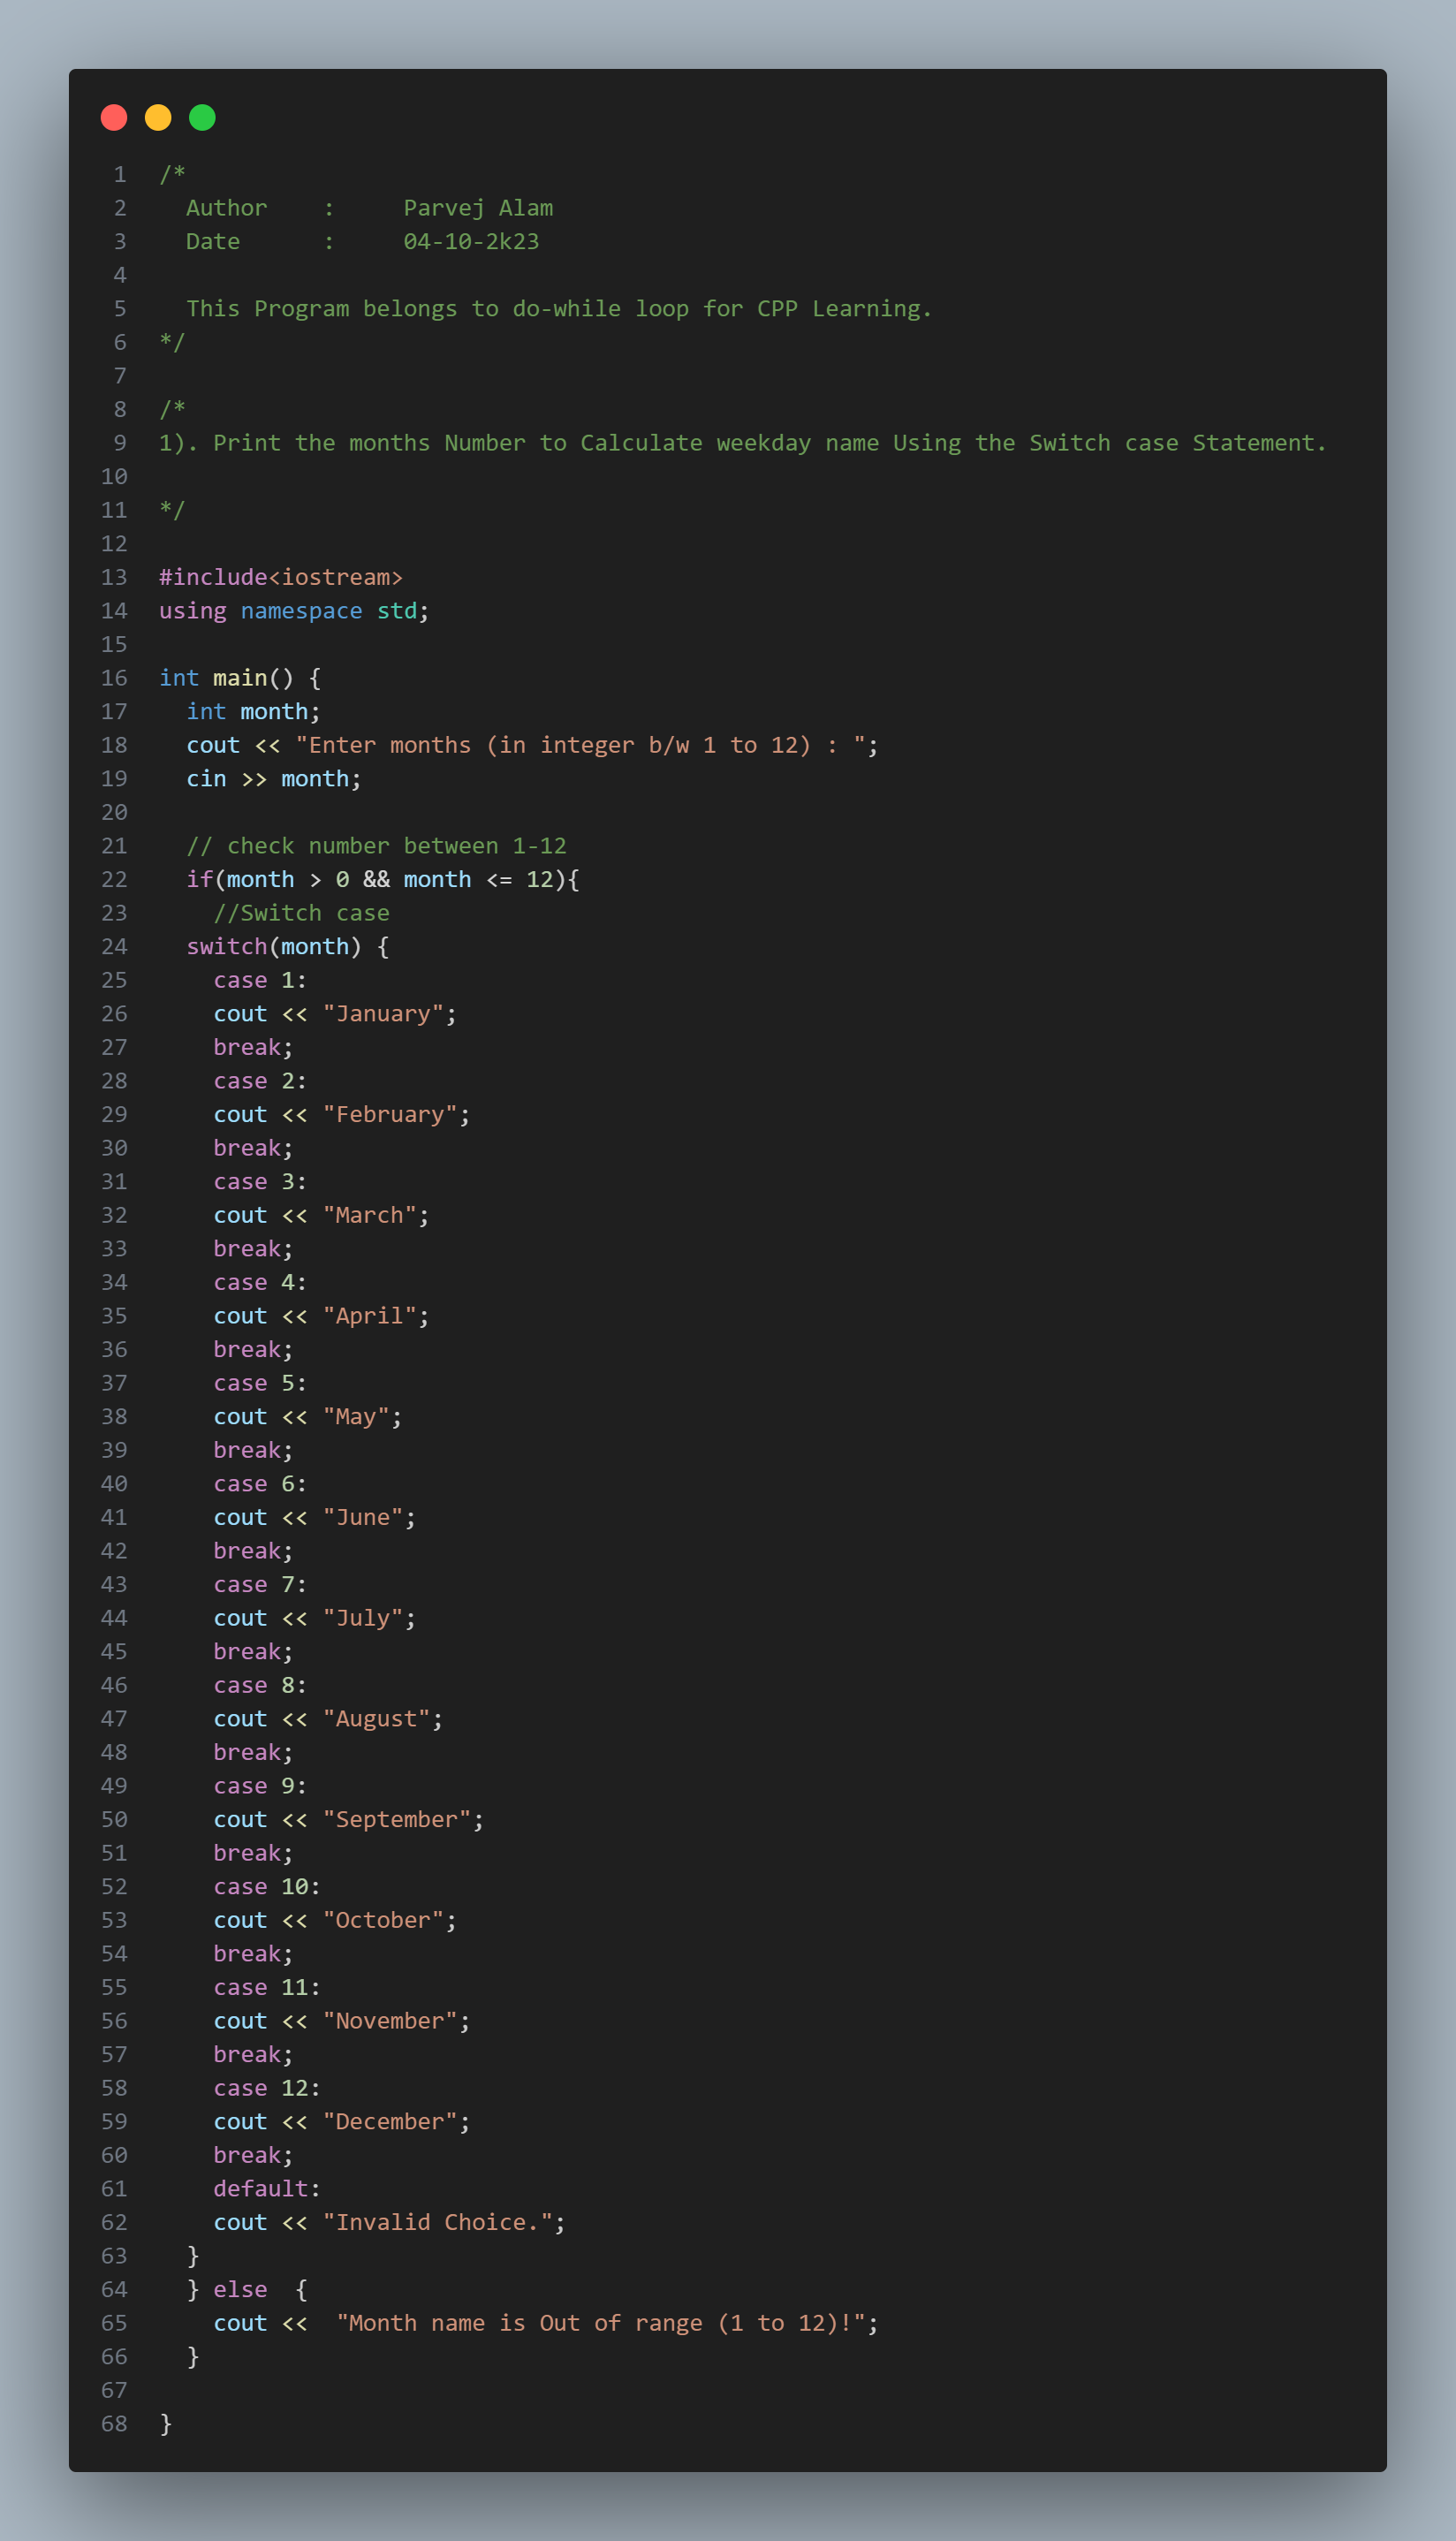 1 /*
2   Author    :     Parvej Alam
3   Date      :     04-10-2k23
4
5   This Program belongs to do-while loop for CPP Learning.
6 */
7
8 /*
9 1). Print the months Number to Calculate weekday name Using the Switch case Statement.
10
11 */
12
13 #include<iostream>
14 using namespace std;
15
16 int main() {
17   int month;
18   cout << "Enter months (in integer b/w 1 to 12) : ";
19   cin >> month;
20
21   // check number between 1-12
22   if(month > 0 && month <= 12){
23     //Switch case
24   switch(month) {
25     case 1:
26     cout << "January";
27     break;
28     case 2:
29     cout << "February";
30     break;
31     case 3:
32     cout << "March";
33     break;
34     case 4:
35     cout << "April";
36     break;
37     case 5:
38     cout << "May";
39     break;
40     case 6:
41     cout << "June";
42     break;
43     case 7:
44     cout << "July";
45     break;
46     case 8:
47     cout << "August";
48     break;
49     case 9:
50     cout << "September";
51     break;
52     case 10:
53     cout << "October";
54     break;
55     case 11:
56     cout << "November";
57     break;
58     case 12:
59     cout << "December";
60     break;
61     default:
62     cout << "Invalid Choice.";
63   }
64   } else  {
65     cout <<  "Month name is Out of range (1 to 12)!";
66   }
67
68 }